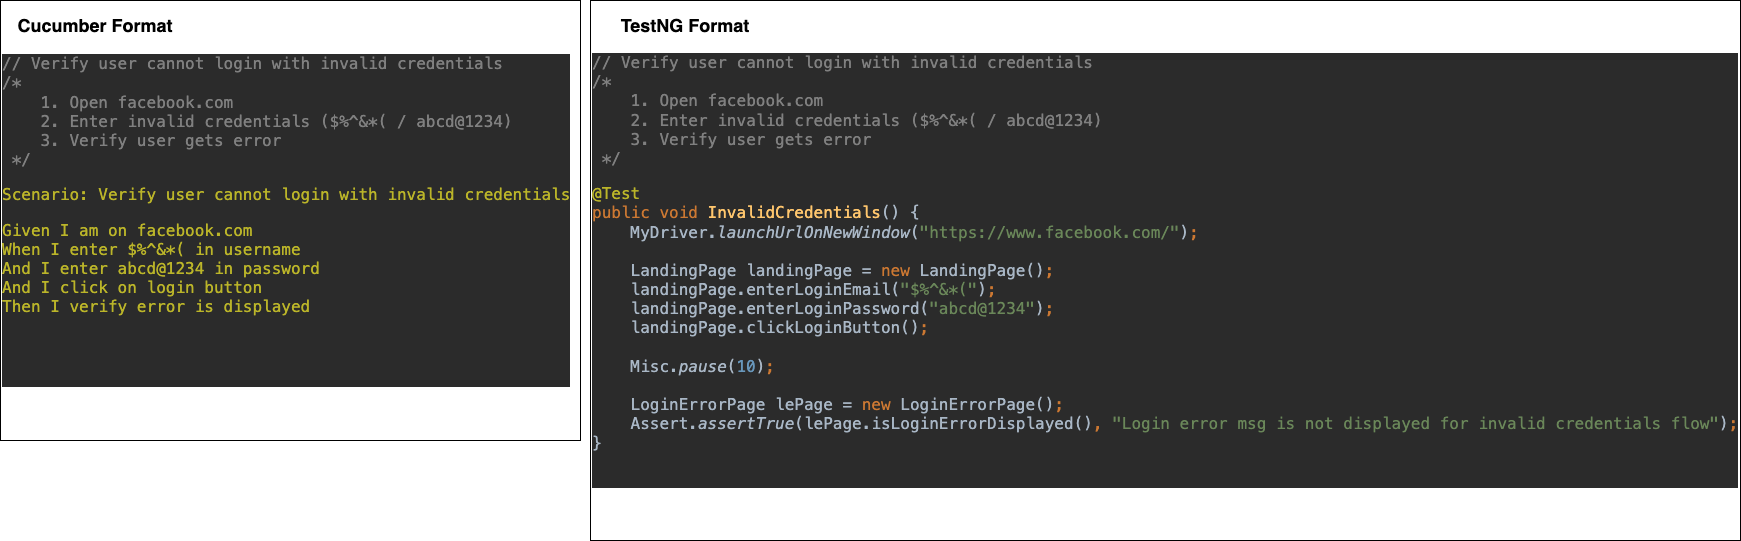 Cucumber Format
// Verify user cannot login with invalid credentials
/*
    1. Open facebook.com
    2. Enter invalid credentials ($%^&*( / abcd@1234)
    3. Verify user gets error
 */
Scenario: Verify user cannot login with invalid credentials
Given I am on facebook.com
When I enter $%^&*( in username
And I enter abcd@1234 in password
And I click on login button
Then I verify error is displayed
TestNG Format
// Verify user cannot login with invalid credentials
/*
    1. Open facebook.com
    2. Enter invalid credentials ($%^&*( / abcd@1234)
    3. Verify user gets error
 */
@Test
public void InvalidCredentials() {
    MyDriver.launchUrlOnNewWindow("https://www.facebook.com/");
    LandingPage landingPage = new LandingPage();
    landingPage.enterLoginEmail("$%^&*(");
    landingPage.enterLoginPassword("abcd@1234");
    landingPage.clickLoginButton();
    Misc.pause(10);
    LoginErrorPage lePage = new LoginErrorPage();
    Assert.assertTrue(lePage.isLoginErrorDisplayed(), "Login error msg is not displayed for invalid credentials flow");
}